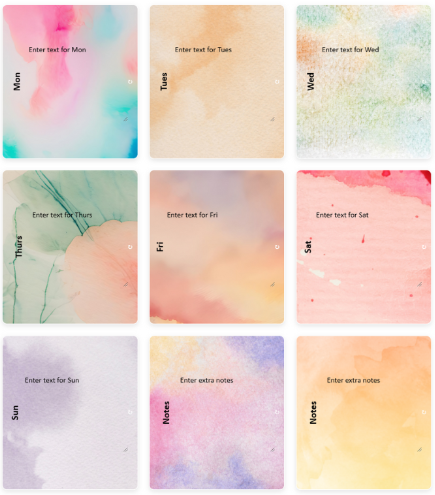 Enter text for Mon
Mon
Enter text for Tues
Tues
Enter text for Wed
Wed
Enter text for Thurs
Thurs
Enter text for Fri
Fri
Enter text for Sat
Sat
Enter text for Sun
Sun
Enter extra notes
Notes
Enter extra notes
Notes